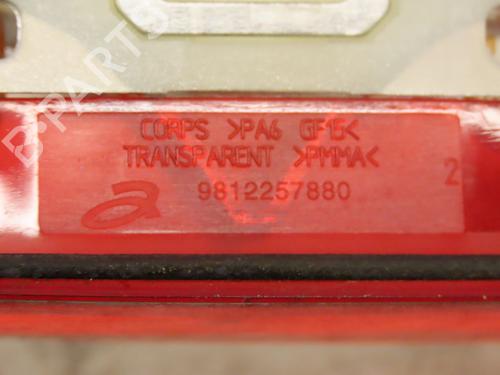 B-PARTS
CORPS >PA6 GF15<
TRANSPARENT >PMMA<
9812257880
2